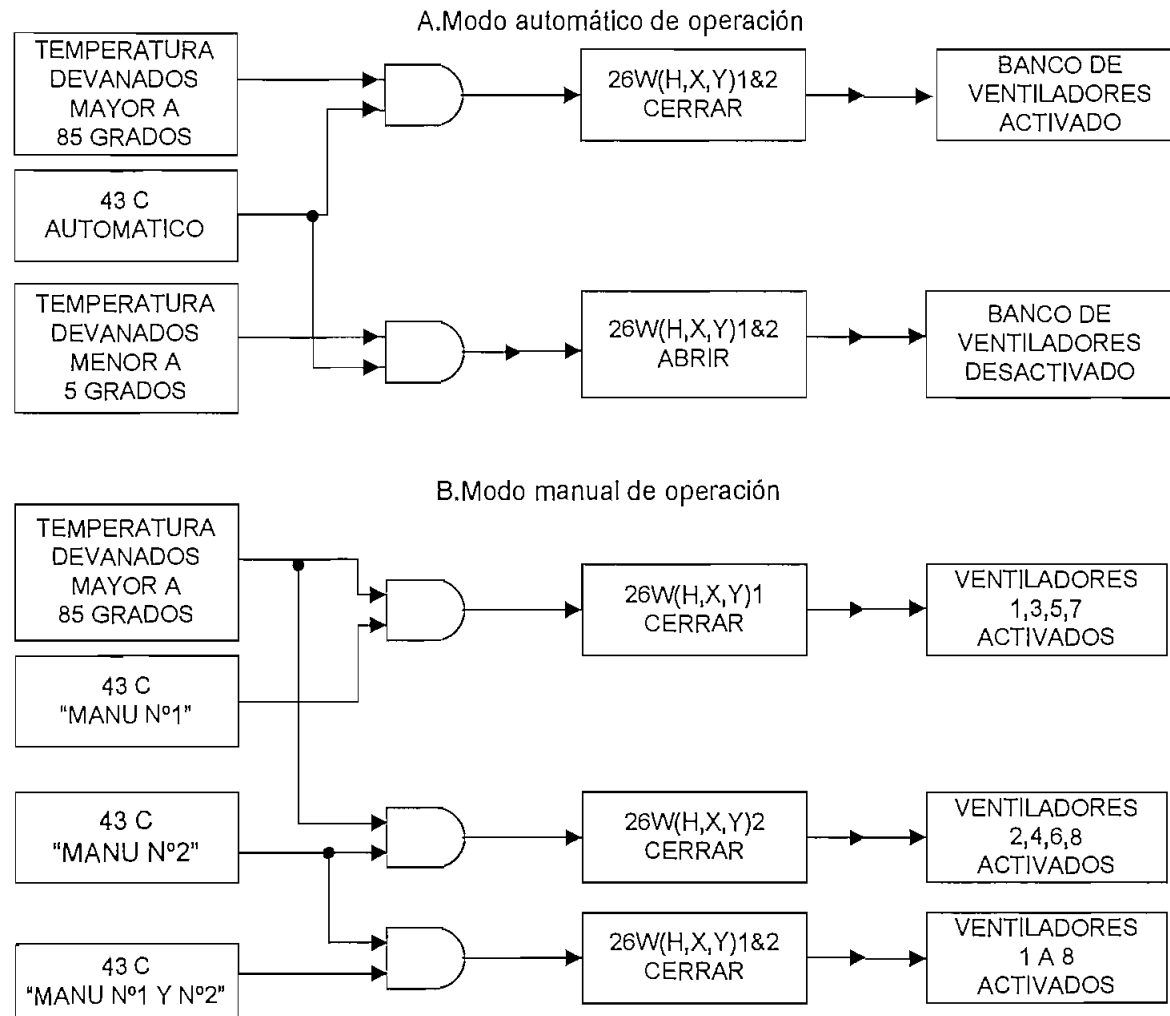 A.Modo automático de operación
TEMPERATURA
DEVANADOS
MAYOR A
85 GRADOS
26W(H,X,Y)1&2
CERRAR
BANCO DE
VENTILADORES
ACTIVADO
43 C
AUTOMATICO
TEMPERATURA
DEVANADOS
MENOR A
5 GRADOS
26W(H,X,Y)1&2
ABRIR
BANCO DE
VENTILADORES
DESACTIVADO
B.Modo manual de operación
TEMPERATURA
DEVANADOS
MAYOR A
85 GRADOS
26W(H,X,Y)1
CERRAR
VENTILADORES
1,3,5,7
ACTIVADOS
43 C
“MANU Nº1”
43 C
“MANU Nº2”
26W(H,X,Y)2
CERRAR
VENTILADORES
2,4,6,8
ACTIVADOS
43 C
“MANU Nº1 Y Nº2”
26W(H,X,Y)1&2
CERRAR
VENTILADORES
1 A 8
ACTIVADOS